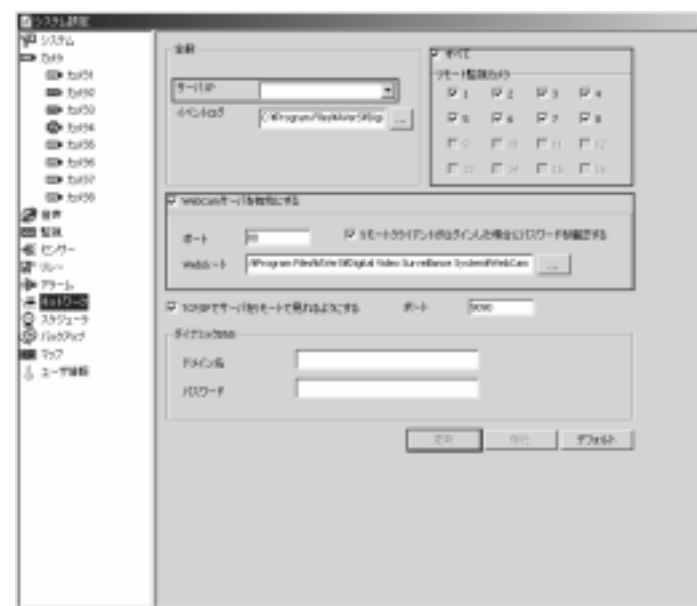 システム設定
システム
カメラ
カメラ1
カメラ2
カメラ3
カメラ4
カメラ5
カメラ6
カメラ7
カメラ8
音声
監視
センサー
リレー
アラーム
ネットワーク
スケジューラ
バックアップ
マップ
ユーザ情報
全般
サーバIP
イベントログ
...
すべて
リモート監視カメラ
1 2 3 4
5 6 7 8
9 10 11 12
13 14 15 16
WebCamサーバを有効にする
ポート 80
リモートクライアントがログインした場合にパスワードを確認する
Webルート
...
TCP/IPでサーバをリモートで見れるようにする
ポート
ドメイン名
パスワード
デフォルト